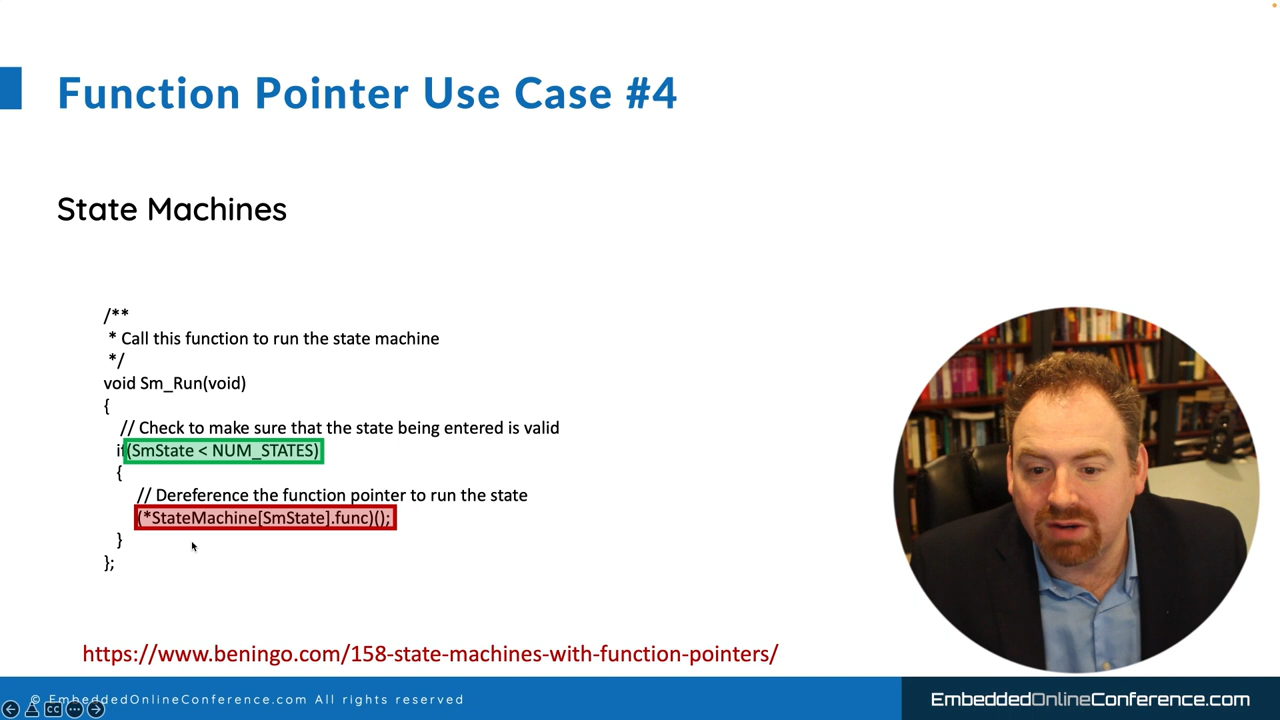 Function Pointer Use Case #4
State Machines
/**
* Call this function to run the state machine
*/
void Sm_Run(void)
{
// Check to make sure that the state being entered is valid
if(SmState < NUM_STATES)
{
// Dereference the function pointer to run the state
(*StateMachine[SmState].func)();
}
};
https://www.beningo.com/158-state-machines-with-function-pointers/
© EmbeddedOnlineConference.com All rights reserved
EmbeddedOnlineConference.com
CC